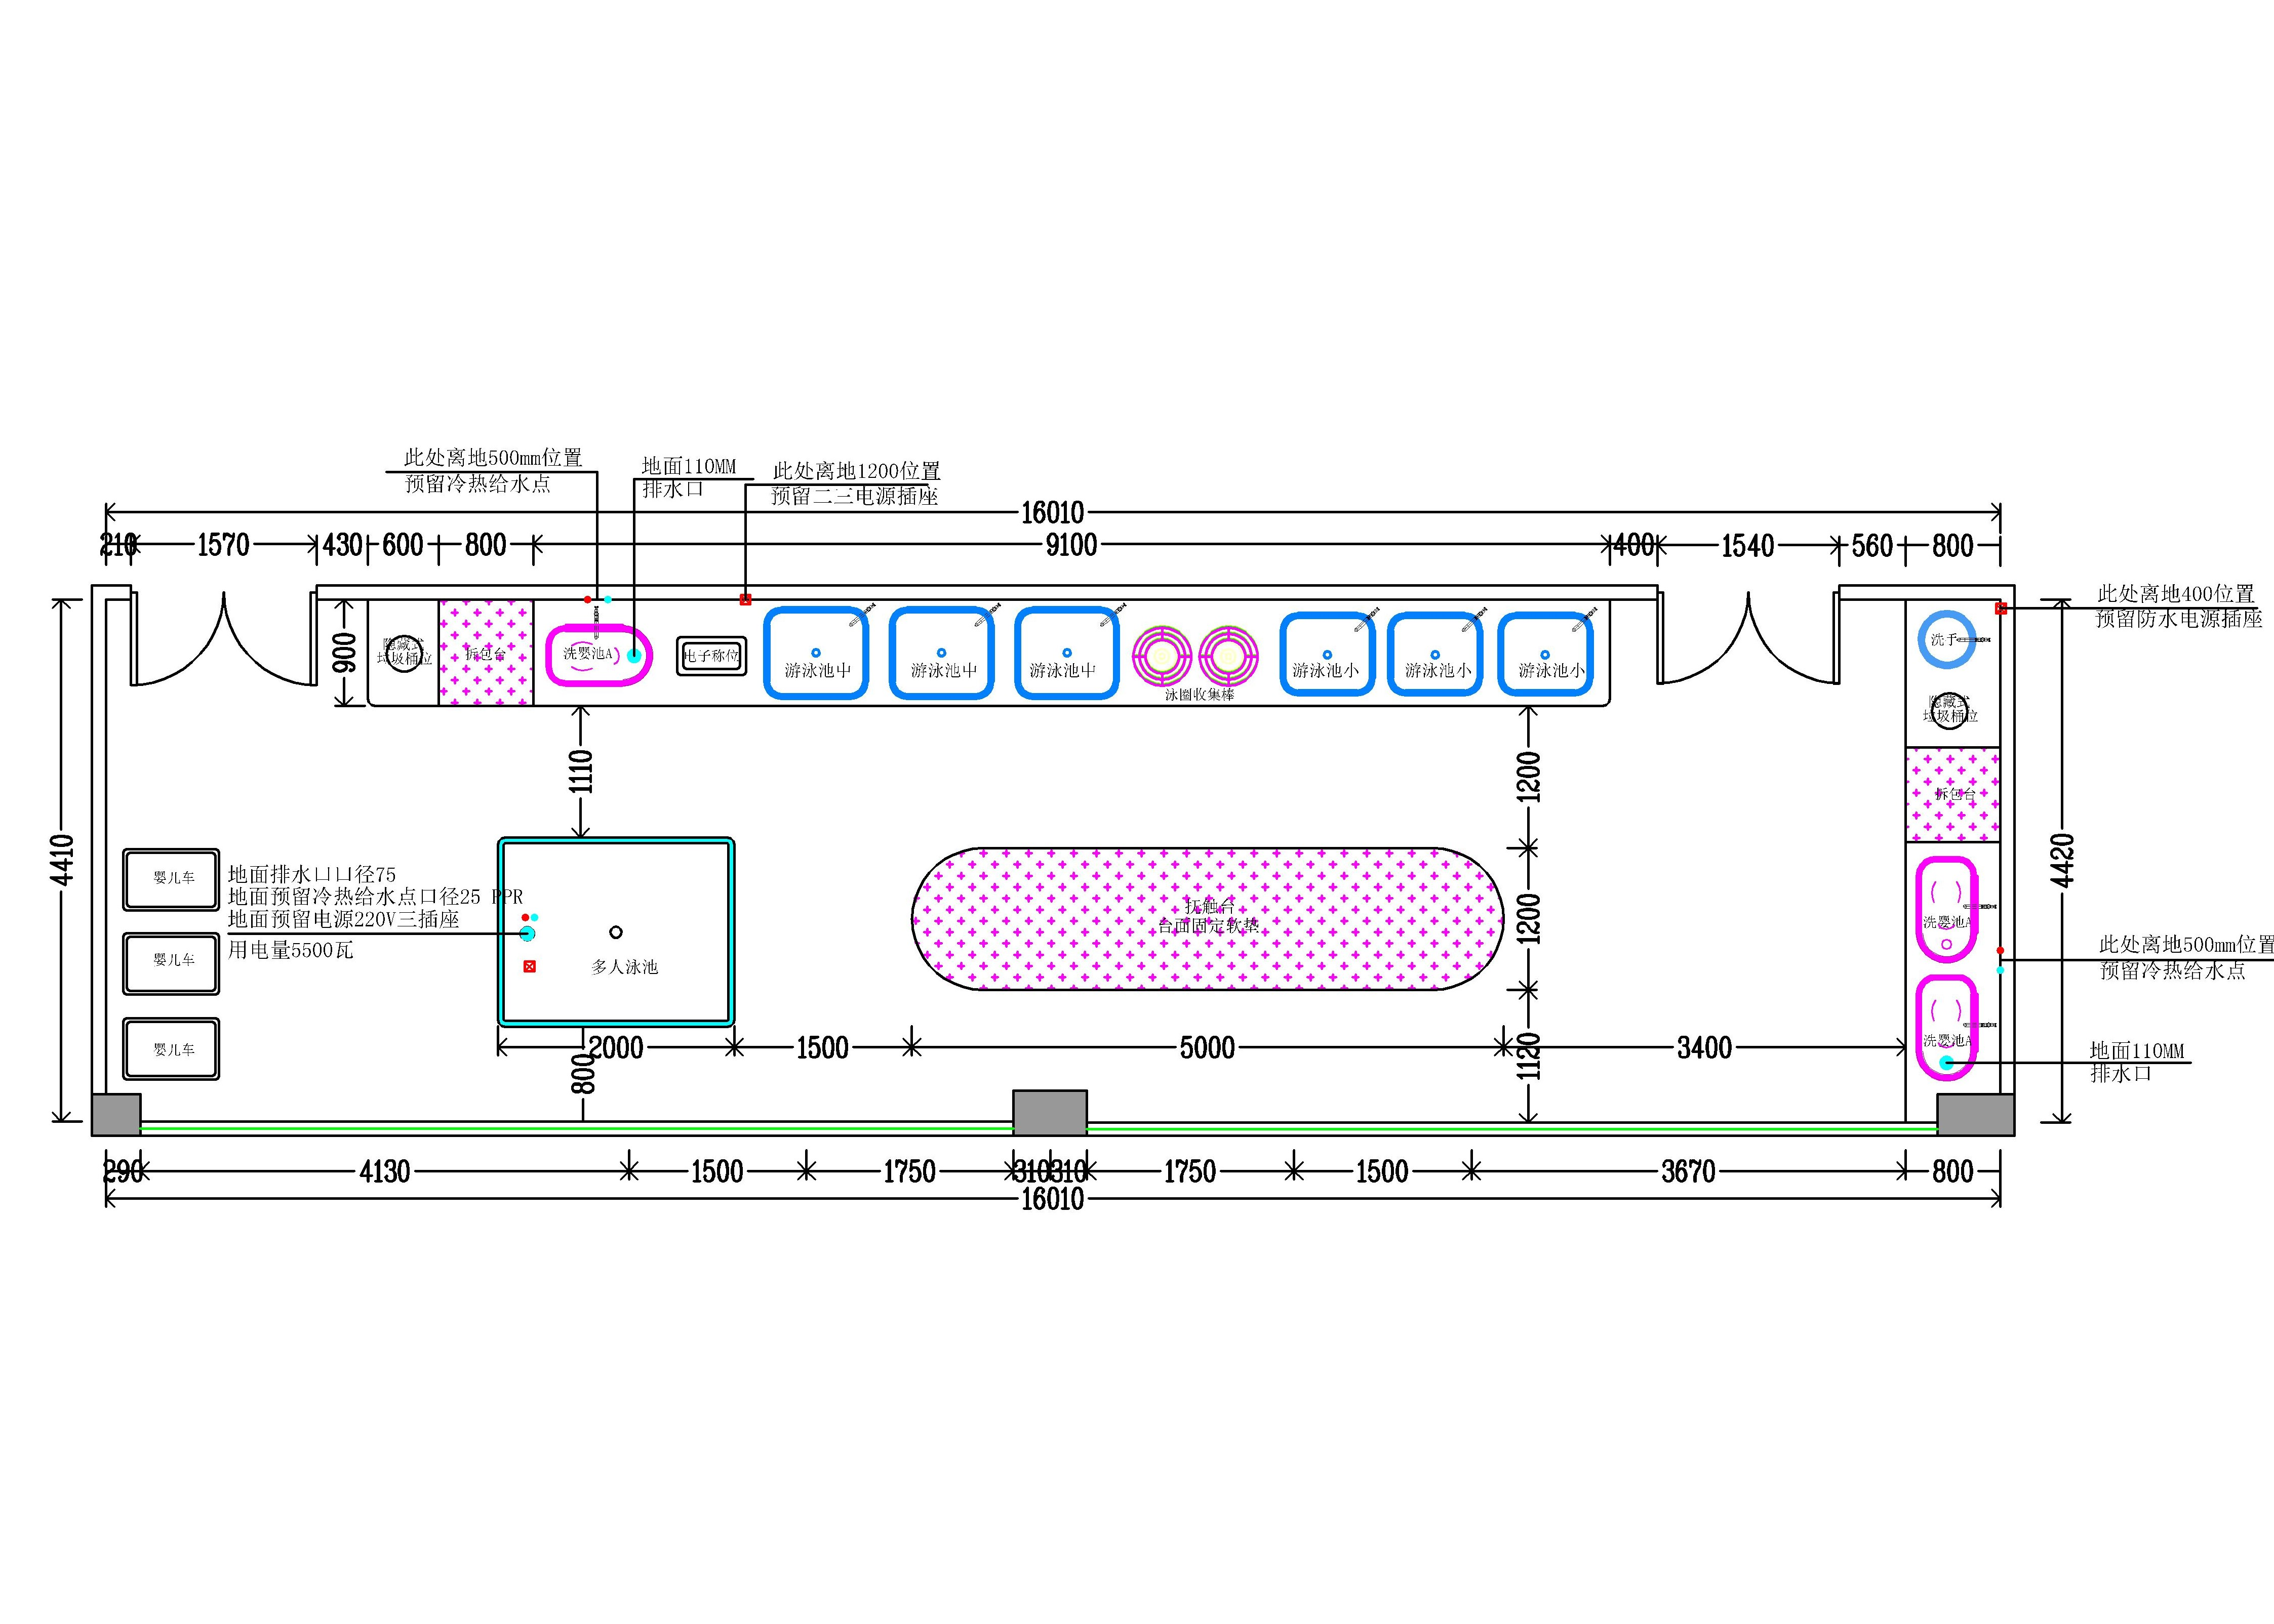 此处离地500mm位置
预留冷热给水点
地面110MM
排水口
此处离地1200位置
预留二三电源插座
16010
210
1570
430
600
800
9100
400
1540
560
800
此处离地400位置
预留防水电源插座
900
隐藏式
垃圾桶位
拆包台
洗婴池A
电子称位
游泳池中
游泳池中
游泳池中
泳圈收集棒
游泳池小
游泳池小
游泳池小
洗手
隐藏式
垃圾桶位
拆包台
1110
1200
4410
4420
婴儿车
婴儿车
婴儿车
地面排水口口径75
地面预留冷热给水点口径25 PPR
地面预留电源220V三插座
用电量5500瓦
多人泳池
抚触台
台面固定软垫
1200
洗婴池A
此处离地500mm位置
预留冷热给水点
洗婴池A
地面110MM
排水口
2000
1500
5000
3400
800
1120
290
4130
1500
1750
310
310
1750
1500
3670
800
16010